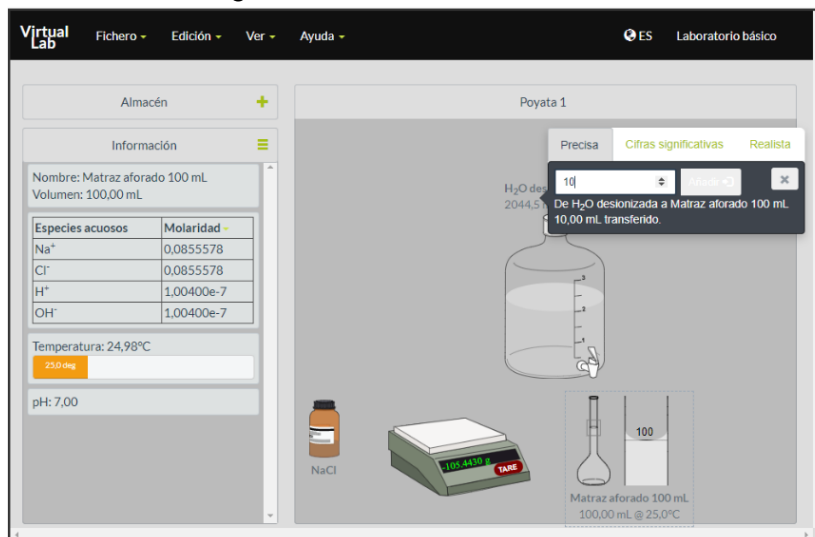 Virtual Lab Fichero Edición Ver Ayuda ES Laboratorio básico
Almacén
Información
Nombre: Matraz aforado 100 mL
Volumen: 100,00 mL
Especies acuosos Molaridad
Na⁺ 0,0855578
Cl⁻ 0,0855578
H⁺ 1,00400e-7
OH⁻ 1,00400e-7
Temperatura: 24,98°C
25,0 deg
pH: 7,00
Poyata 1
Precisa Cifras significativas Realista
10 Añadir
De H₂O desionizada a Matraz aforado 100 mL
10,00 mL transferido.
H₂O des
2044,5
3
2
1
NaCl
-105.4430 g TARE
100
Matraz aforado 100 mL
100,00 mL @ 25,0°C